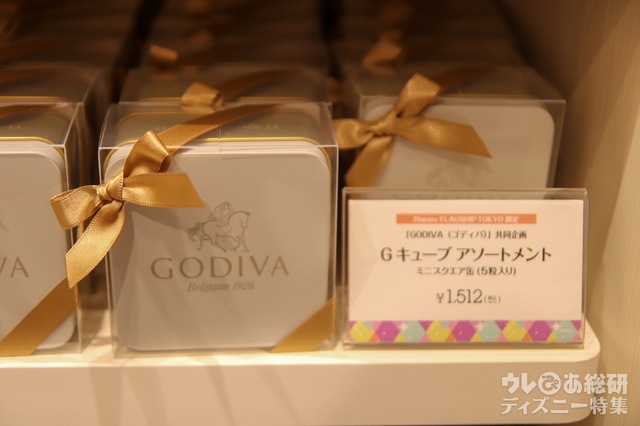 GODIVA
Belgium 1926
VA
Disney FLAGSHIP TOKYO 限定
「GODIVA(ゴディバ)」共同企画
Gキューブ アソートメント
ミニスクエア缶(5粒入り)
¥1,512(税込)
ウレぴあ総研
ディズニー特集